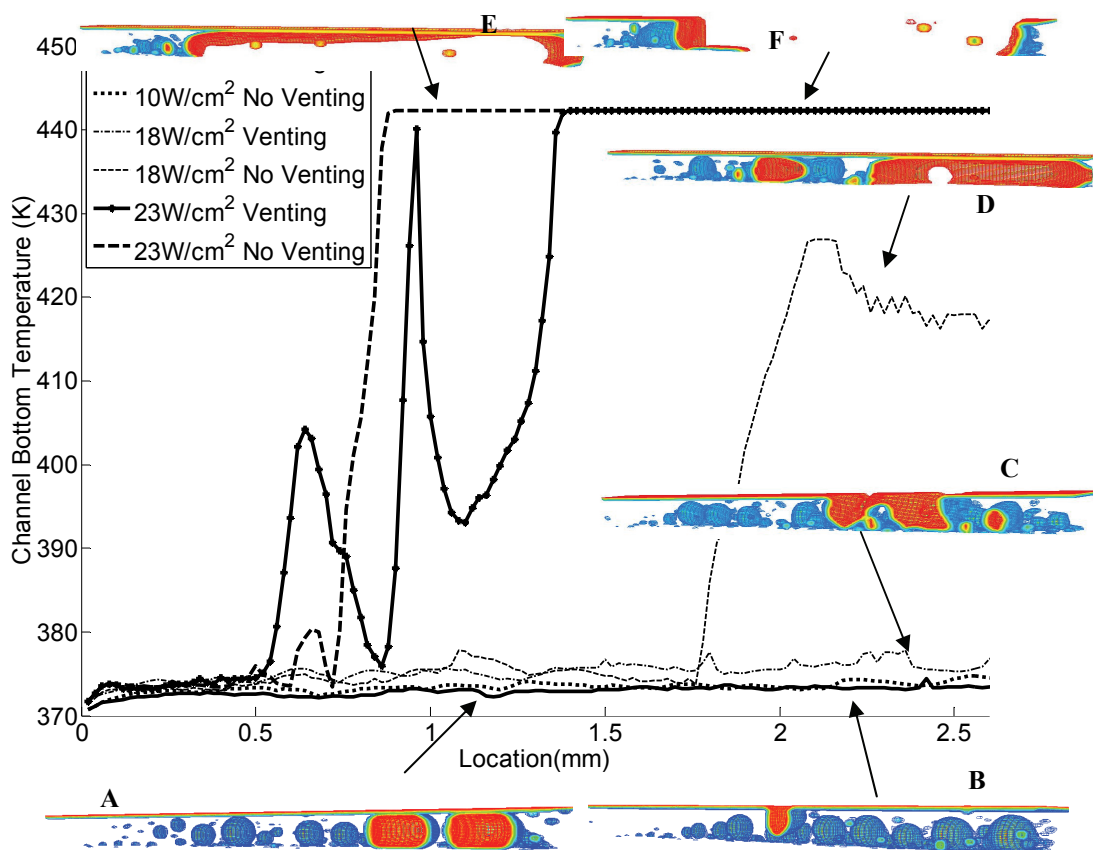 E
F
450
10W/cm² No Venting
18W/cm² Venting
18W/cm² No Venting
23W/cm² Venting
23W/cm² No Venting
440
430
420
410
400
390
380
370
Channel Bottom Temperature (K)
D
C
0
0.5
1
1.5
2
2.5
Location(mm)
A
B